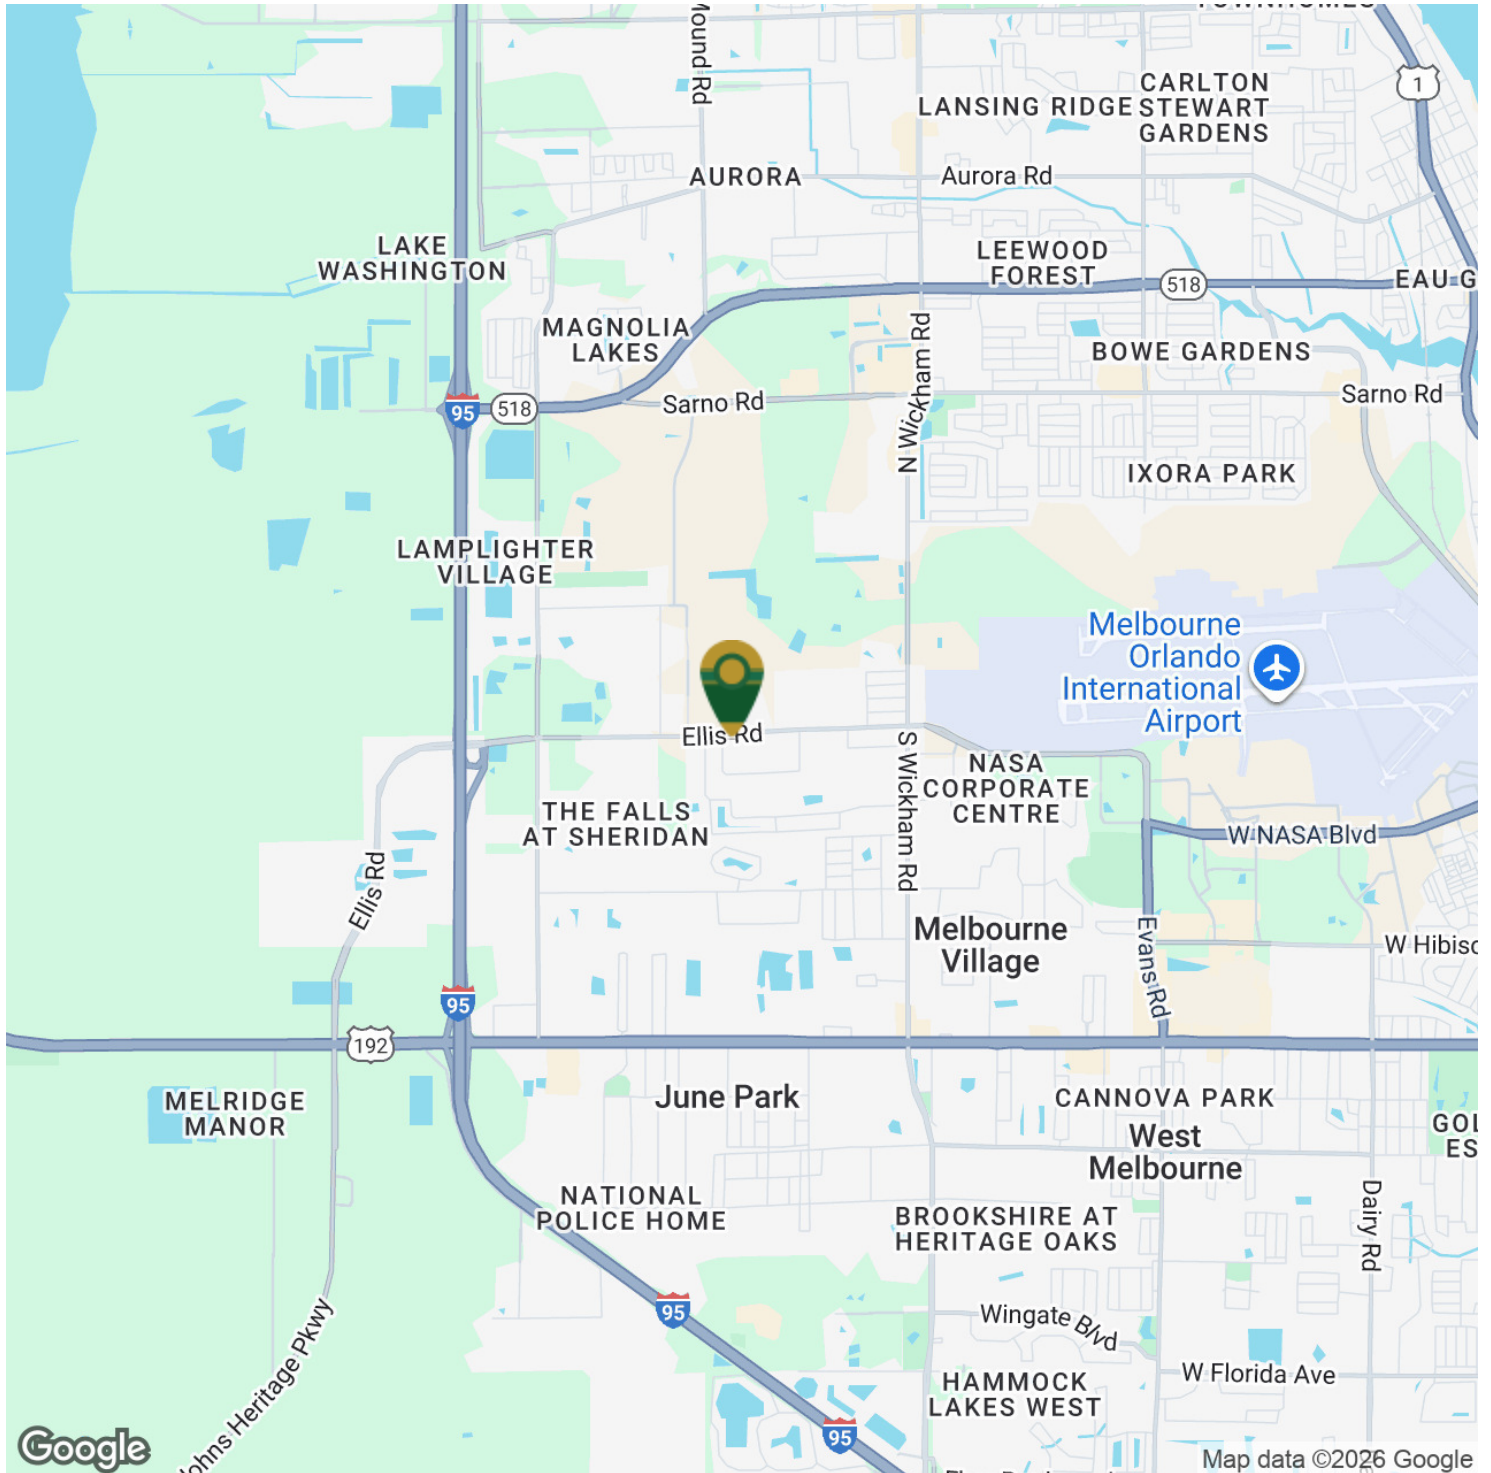 TOWNHOMES
Mound Rd
1
CARLTON
STEWART
GARDENS
LANSING RIDGE
AURORA
Aurora Rd
LAKE
WASHINGTON
LEEWOOD
FOREST
518
EAU G
MAGNOLIA
LAKES
N Wickham Rd
BOWE GARDENS
Sarno Rd
Sarno Rd
95
518
IXORA PARK
LAMPLIGHTER
VILLAGE
Melbourne
Orlando
International
Airport
Ellis Rd
S Wickham Rd
NASA
CORPORATE
CENTRE
THE FALLS
AT SHERIDAN
W NASA Blvd
Ellis Rd
Melbourne
Village
Evans Rd
W Hibisc
95
192
MELRIDGE
MANOR
June Park
CANNOVA PARK
West
Melbourne
GOL
ES
NATIONAL
POLICE HOME
BROOKSHIRE AT
HERITAGE OAKS
Dairy Rd
95
Wingate Blvd
W Florida Ave
HAMMOCK
LAKES WEST
Johns Heritage Pkwy
95
Google
Map data ©2026 Google